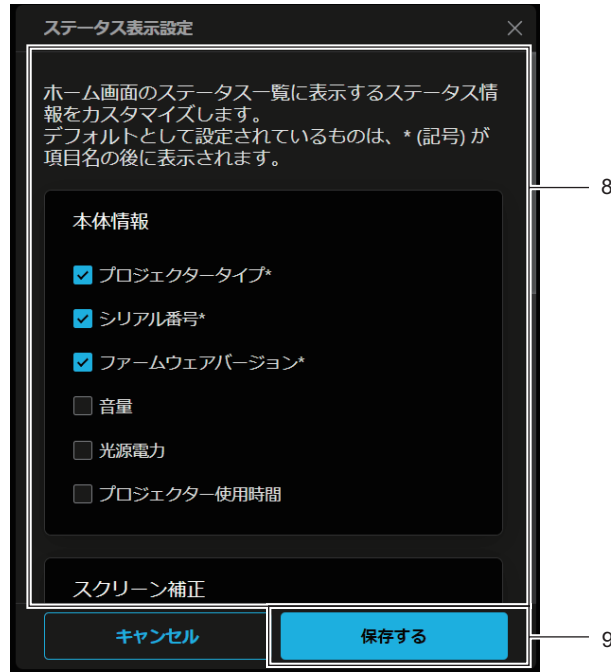 ステータス表示設定
ホーム画面のステータス一覧に表示するステータス情
報をカスタマイズします。
デフォルトとして設定されているものは、* (記号) が
項目名の後に表示されます。
8
本体情報
プロジェクタータイプ*
シリアル番号*
ファームウェアバージョン*
音量
光源電力
プロジェクター使用時間
スクリーン補正
キャンセル
保存する
9